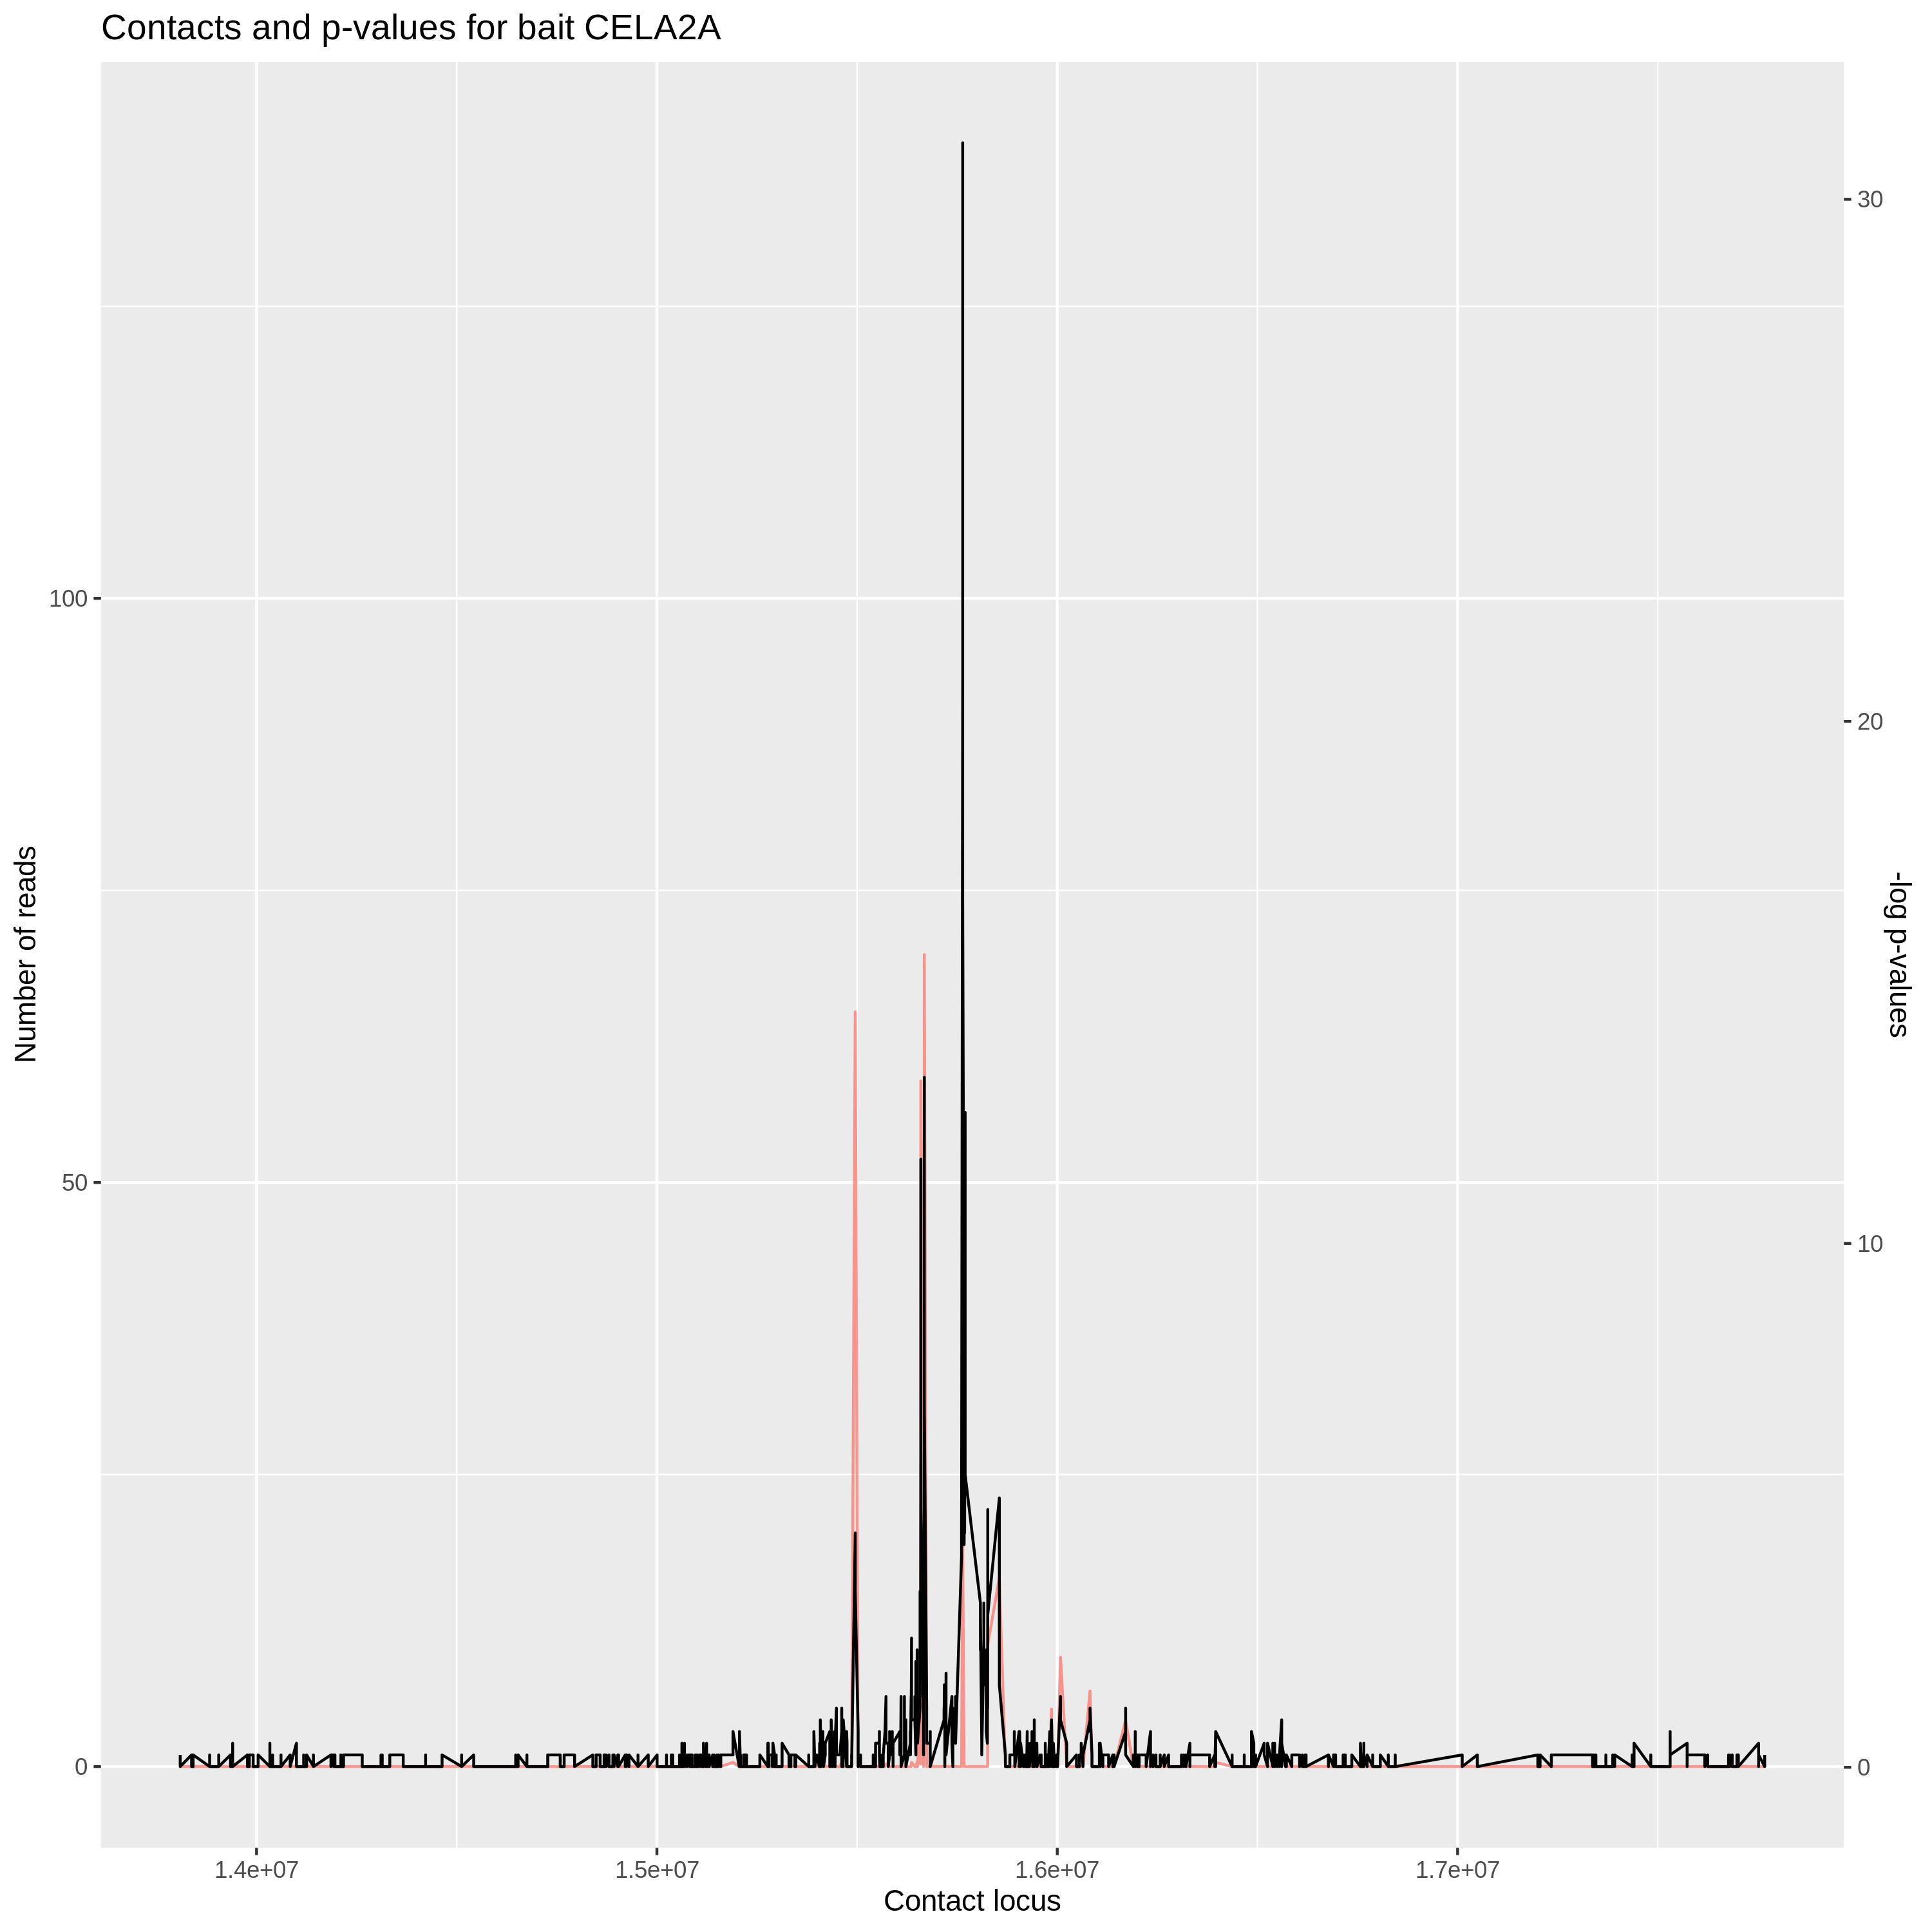 Contacts and p-values for bait CELA2A
Number of reads
100
50
0
30
20
10
0
-log p-values
1.4e+07
1.5e+07
1.6e+07
1.7e+07
Contact locus